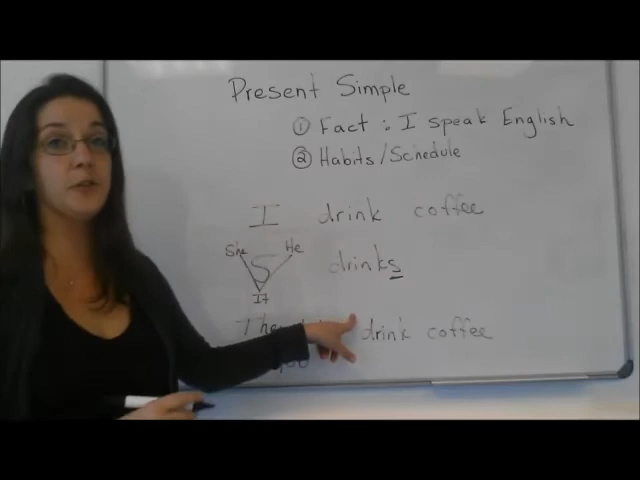 Present Simple
① Fact : I speak English
② Habits/Schedule
I drink coffee
She He
S drinks
It
drink coffee